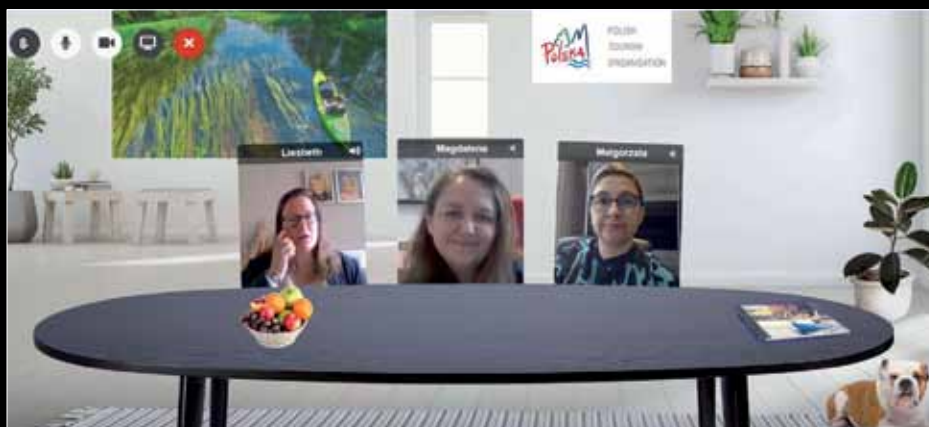 Polska
POLISH
TOURISM
ORGANISATION
Liesbeth
Magdalena
Malgorzata